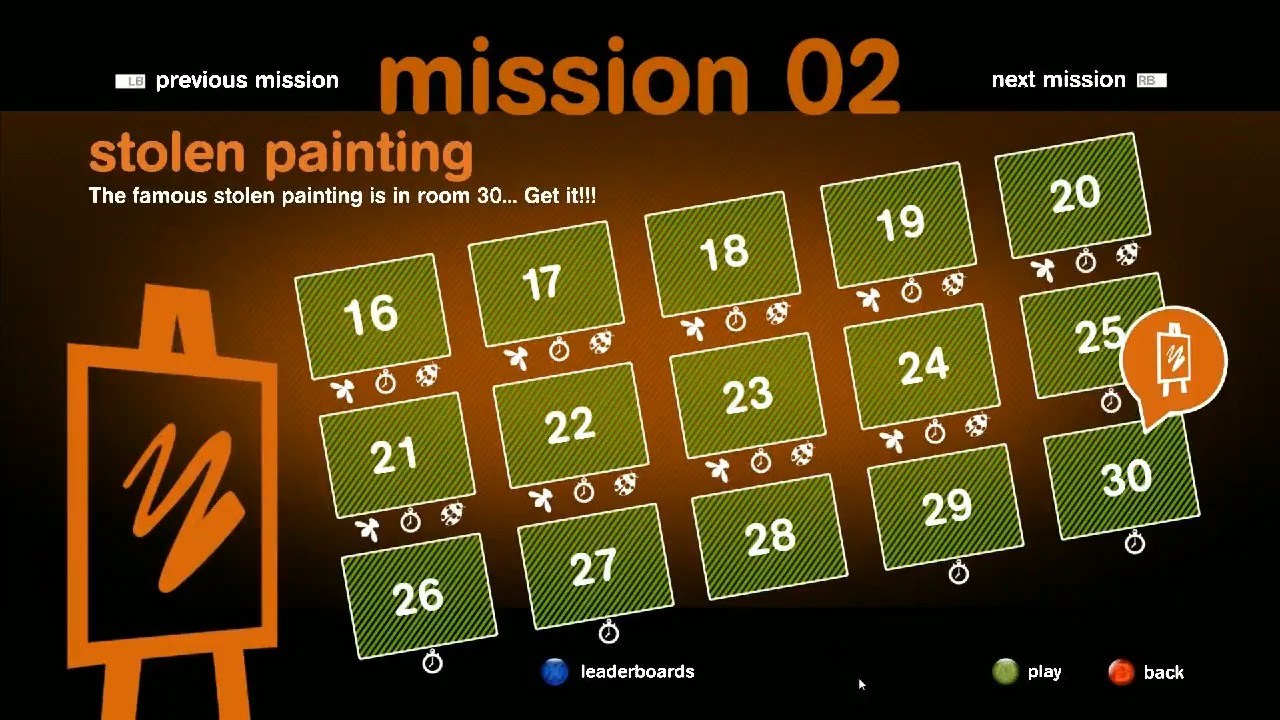 mission 02
LB previous mission
next mission RB
stolen painting
The famous stolen painting is in room 30... Get it!!!
16 17 18 19 20
21 22 23 24 25
26 27 28 29 30
leaderboards
play
back